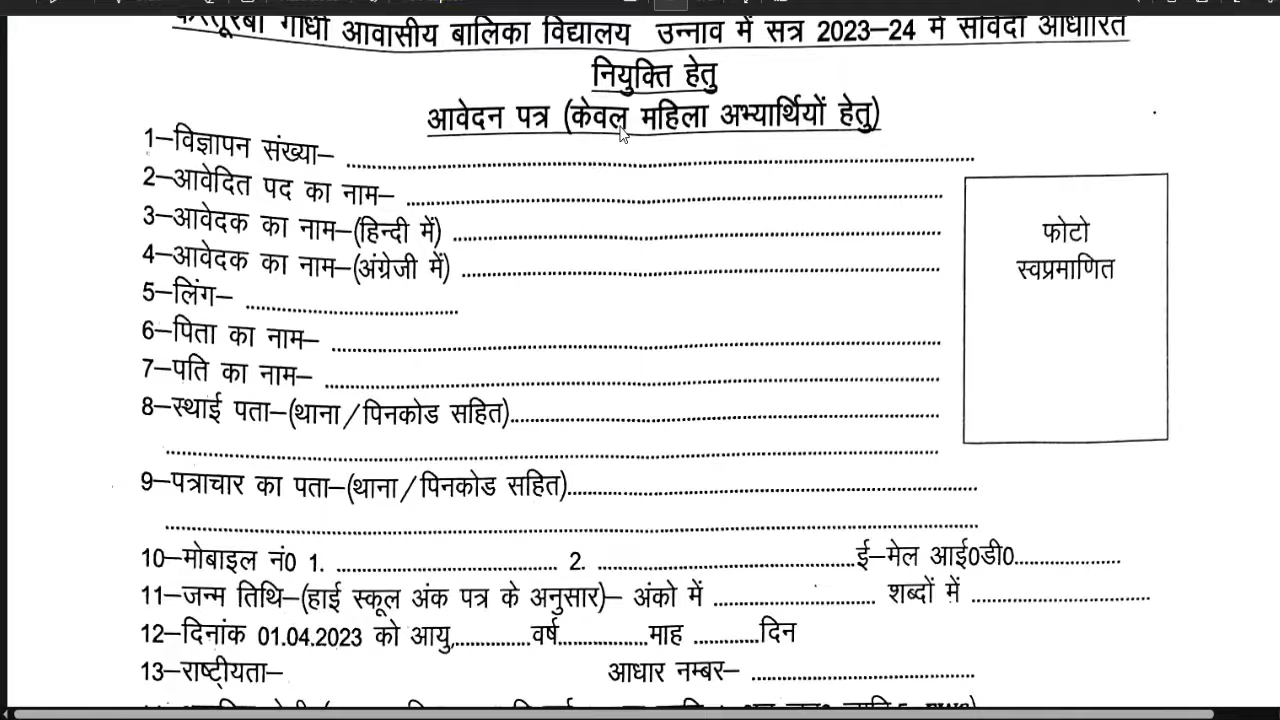 कस्तूरबा गांधी आवासीय बालिका विद्यालय उन्नाव में सत्र 2023–24 में संविदा आधारित
नियुक्ति हेतु
आवेदन पत्र (केवल महिला अभ्यार्थियों हेतु)
1–विज्ञापन संख्या– ........................................
2–आवेदित पद का नाम– ........................................
3–आवेदक का नाम–(हिन्दी में) ........................................
4–आवेदक का नाम–(अंग्रेजी में) ........................................
5–लिंग– ........................................
6–पिता का नाम– ........................................
7–पति का नाम– ........................................
फोटो
स्वप्रमाणित
8–स्थाई पता–(थाना/पिनकोड सहित)........................................
........................................
9–पत्राचार का पता–(थाना/पिनकोड सहित)........................................
........................................
10–मोबाइल नं0 1. .................... 2. ....................ई–मेल आई0डी0....................
11–जन्म तिथि–(हाई स्कूल अंक पत्र के अनुसार)– अंको में .................... शब्दों में ....................
12–दिनांक 01.04.2023 को आयु,.............वर्ष...............माह ...........दिन
13–राष्ट्रीयता– आधार नम्बर– ........................................